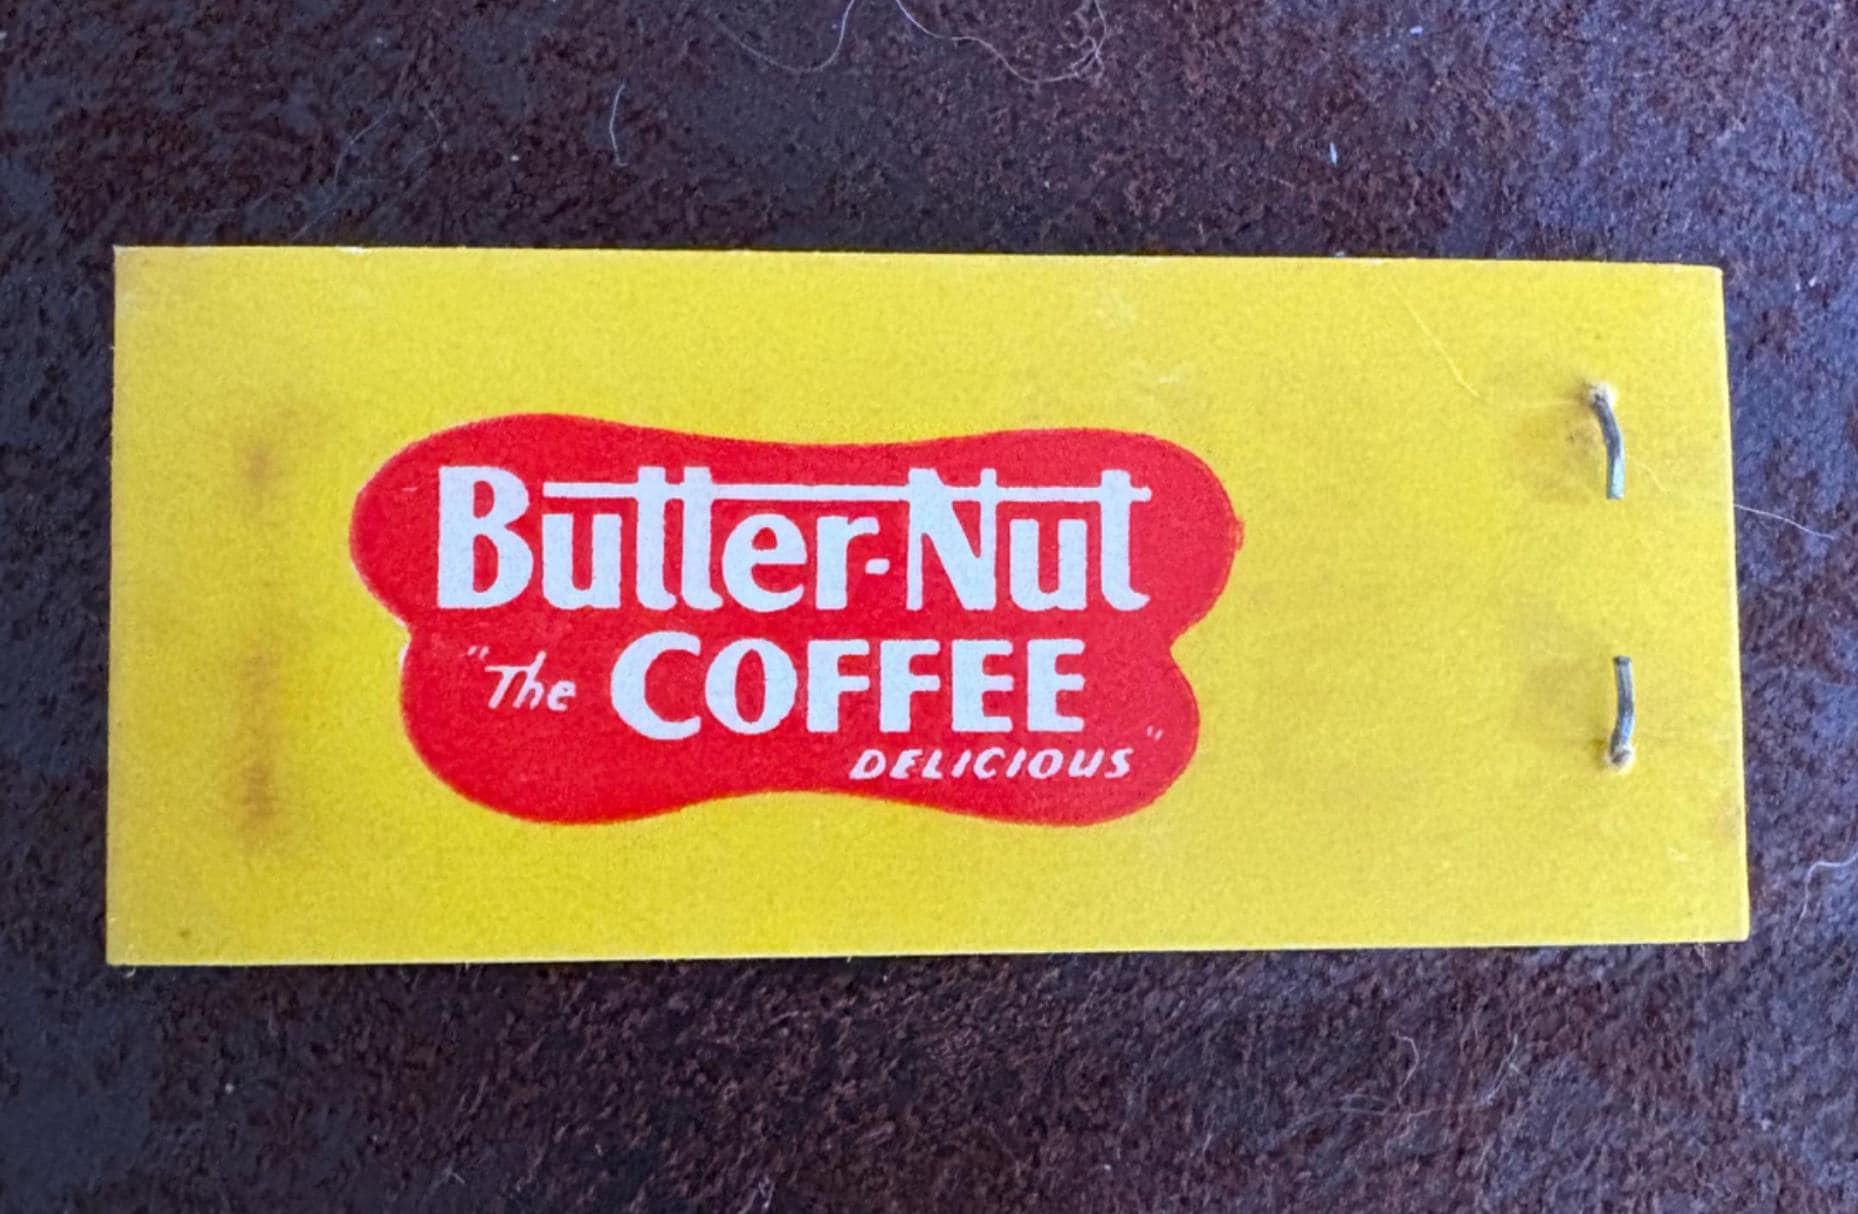 Butter-Nut
"The COFFEE
DELICIOUS"